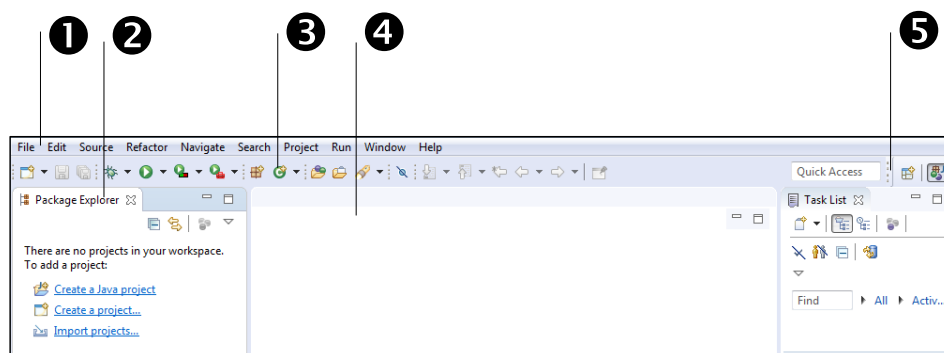 1 2 3 4 5
File Edit Source Refactor Navigate Search Project Run Window Help
Quick Access
Package Explorer
Task List
There are no projects in your workspace.
To add a project:
Create a Java project
Create a project...
Import projects...
Find All Activ...